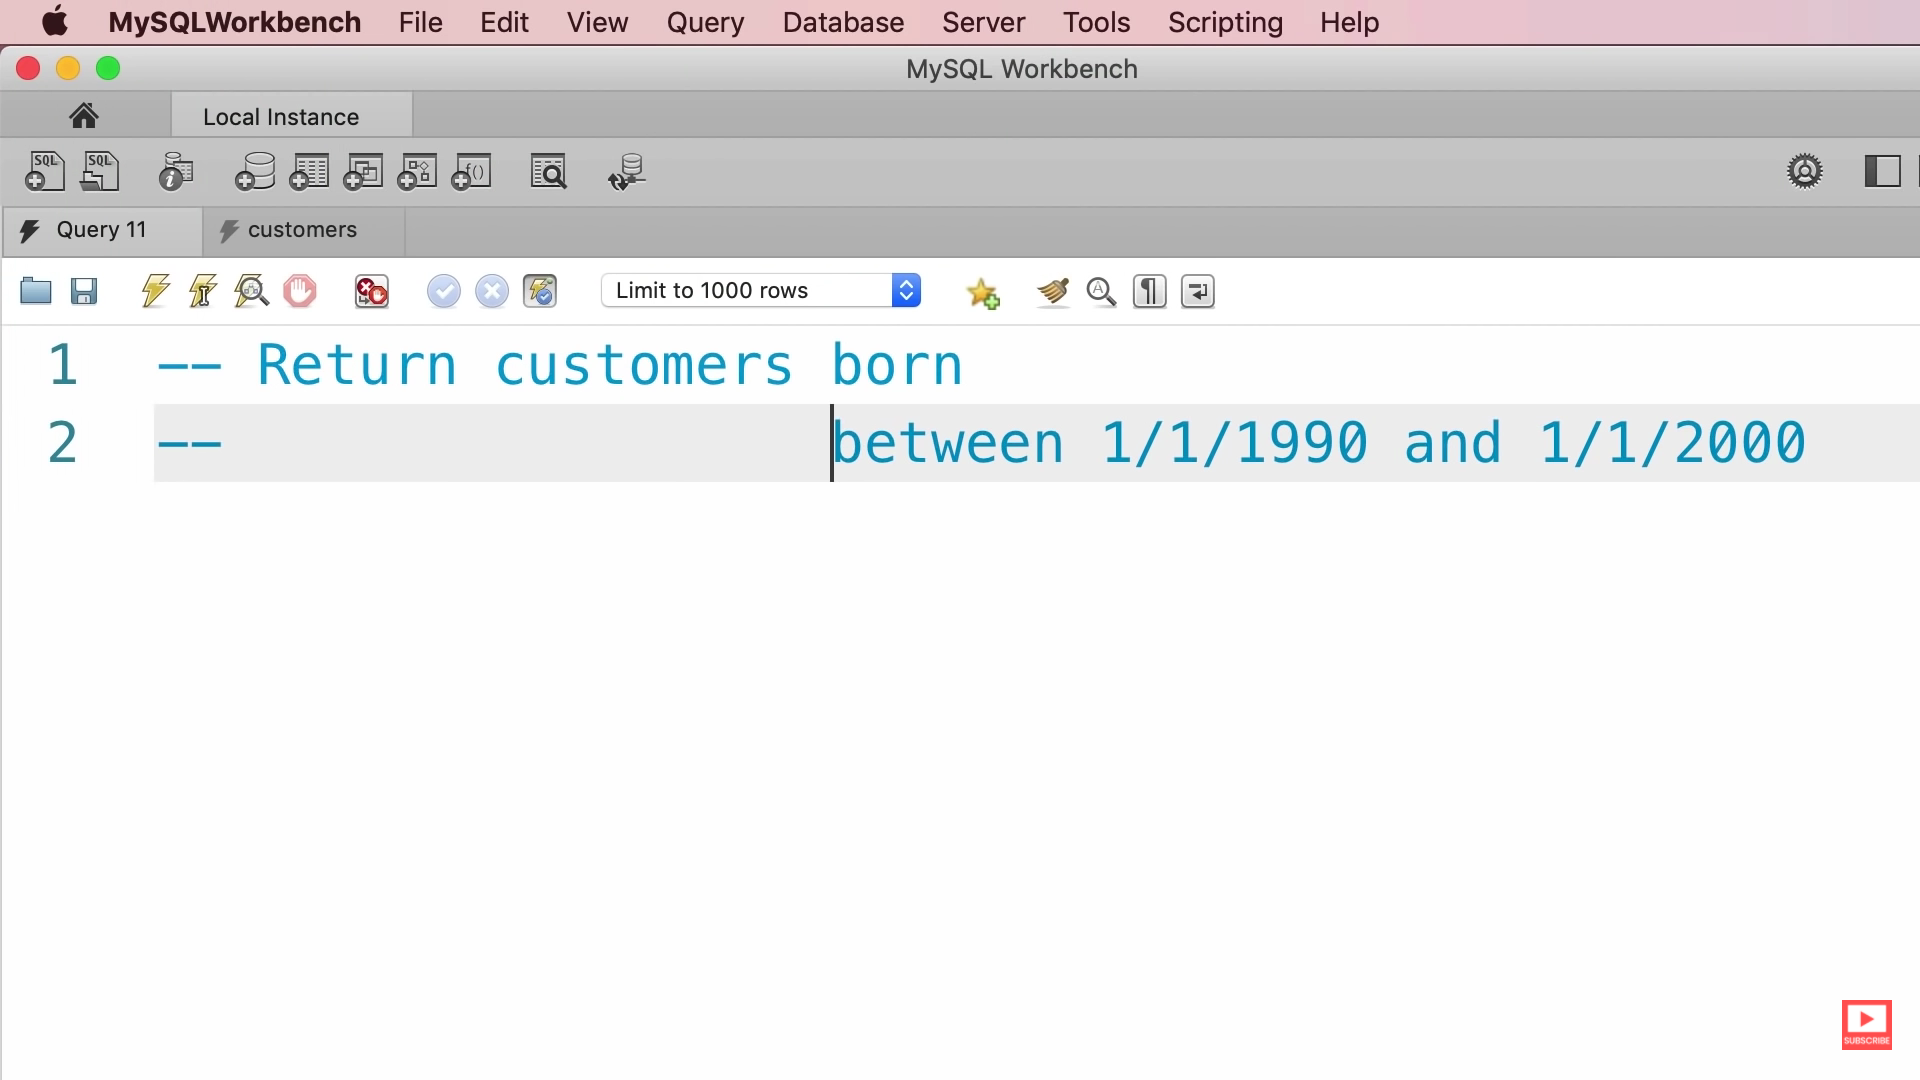 MySQLWorkbench File Edit View Query Database Server Tools Scripting Help
MySQL Workbench
Local Instance
SQL SQL i f()
Query 11 customers
Limit to 1000 rows
1 -- Return customers born
2 -- between 1/1/1990 and 1/1/2000
SUBSCRIBE